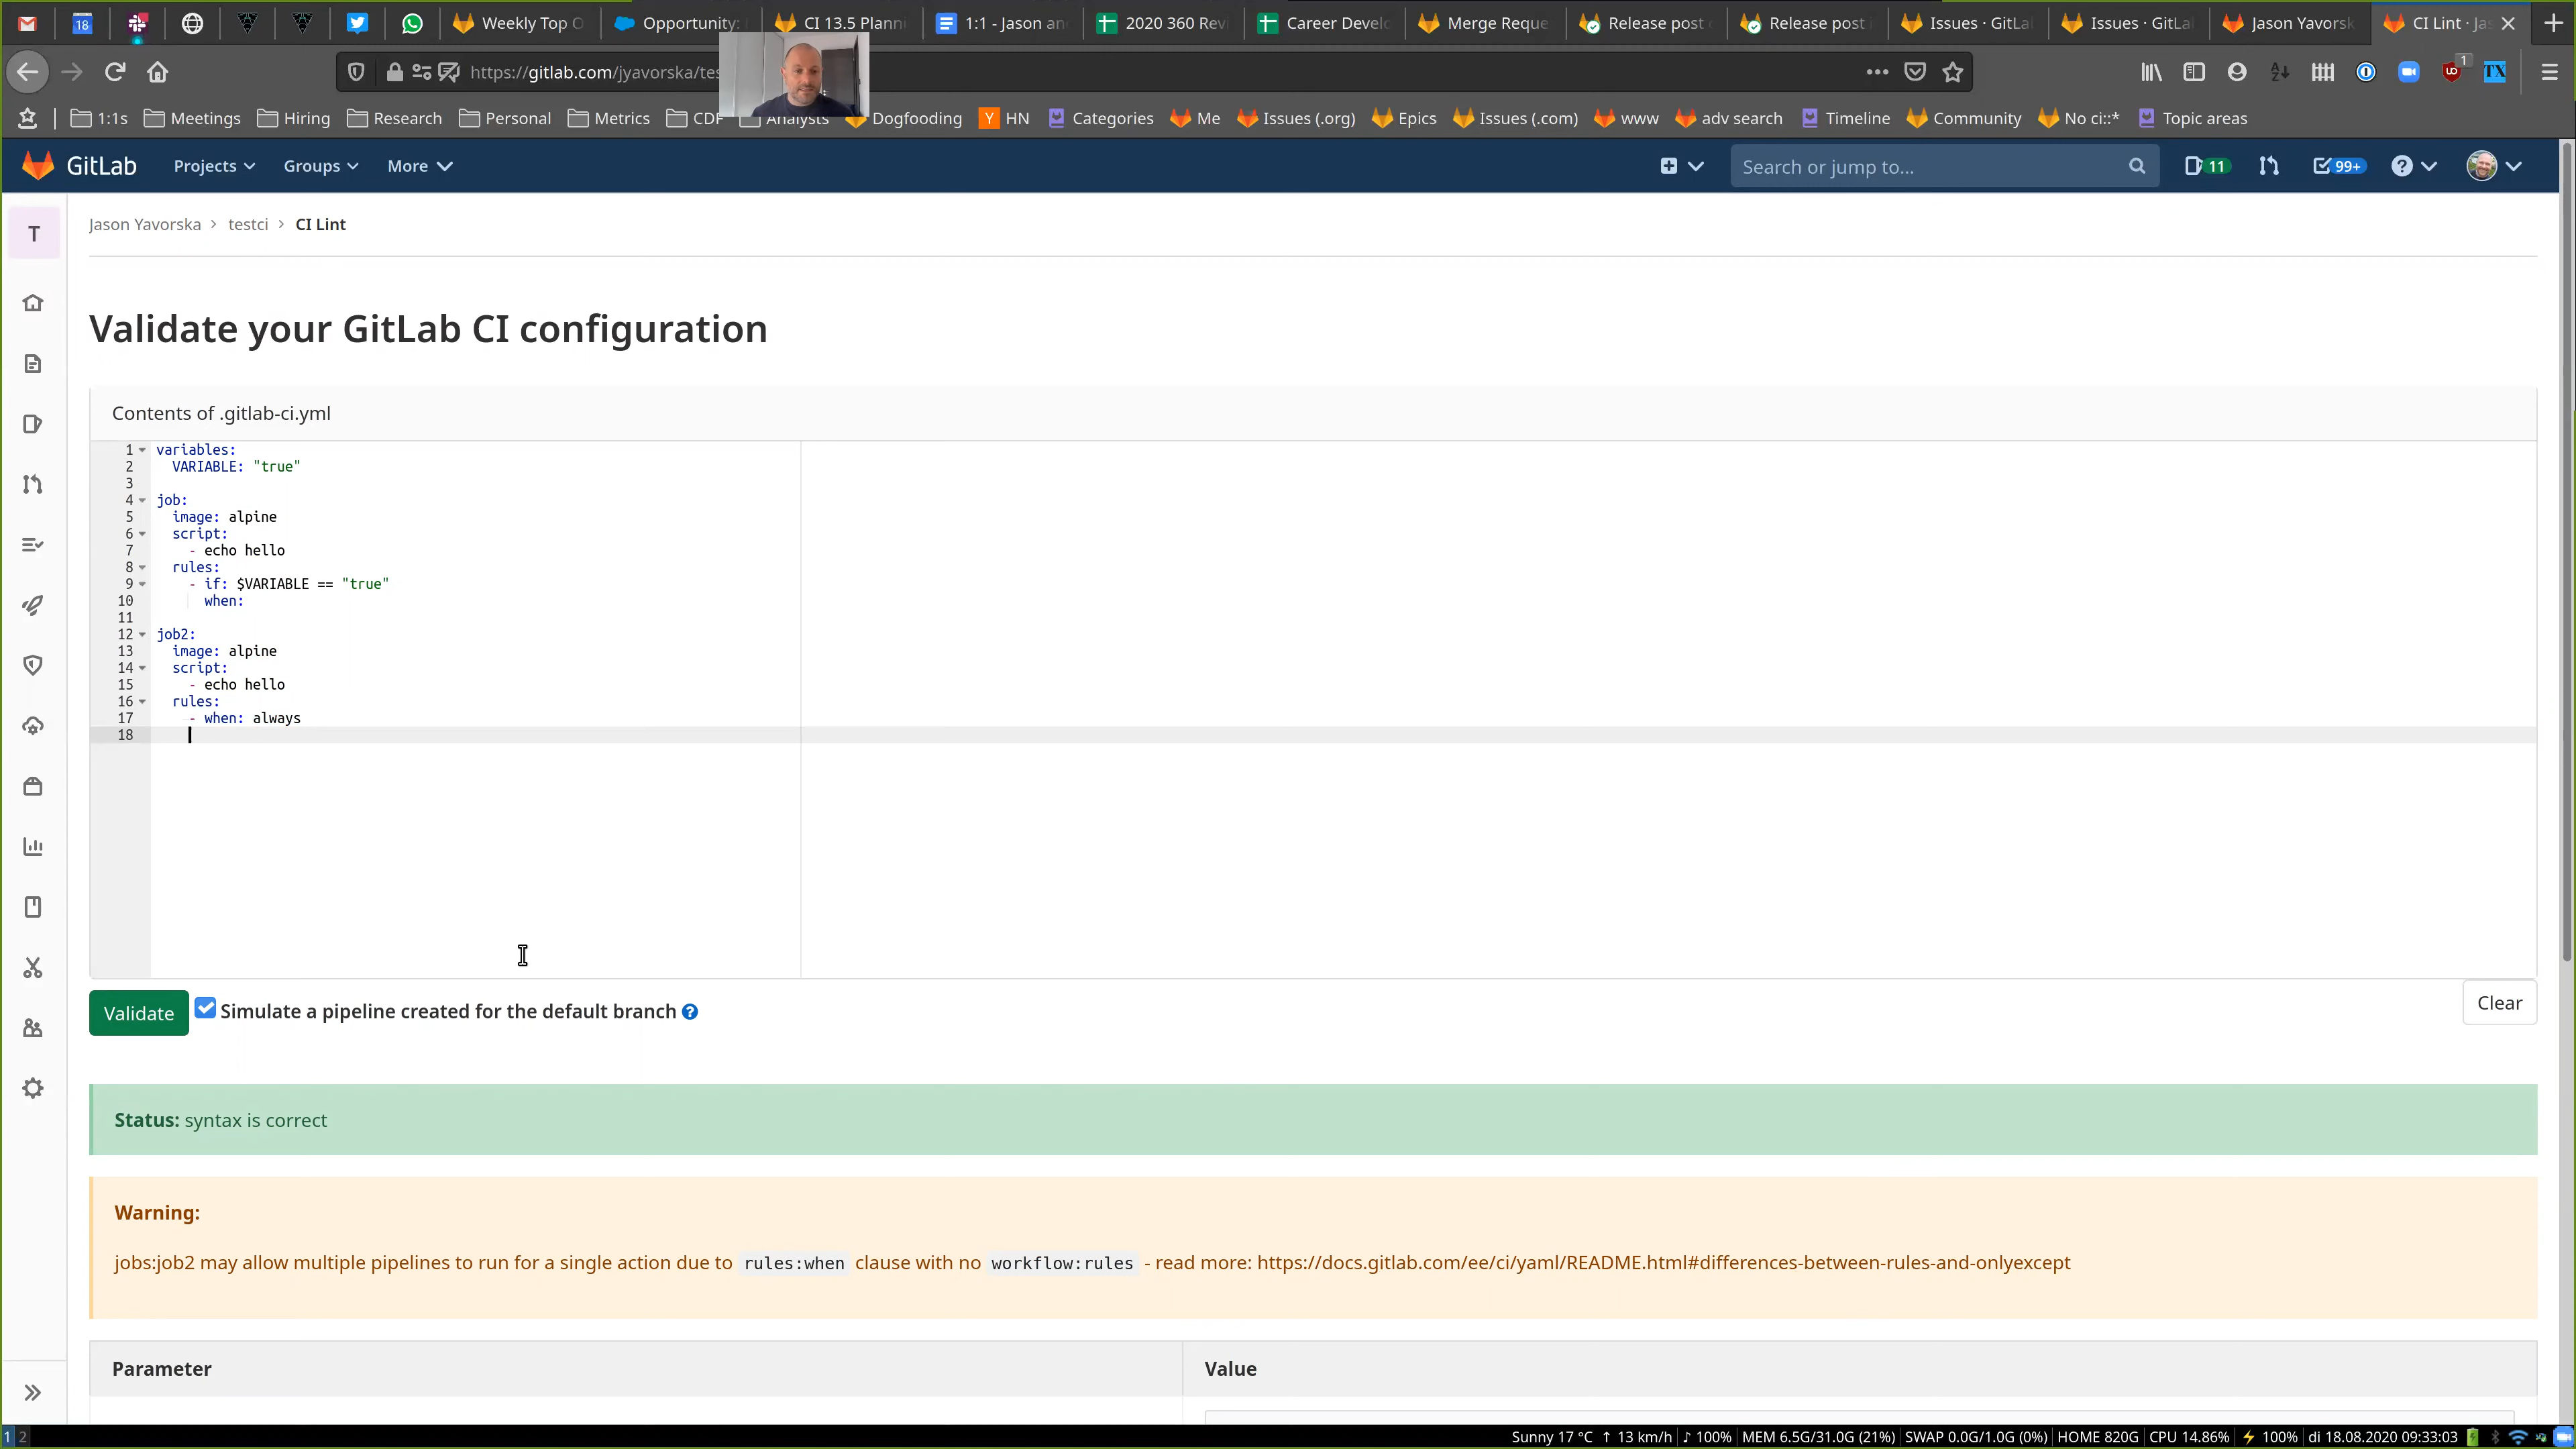 18
Weekly Top O
Opportunity:
CI 13.5 Planni
1:1 - Jason an
2020 360 Revi
Career Develo
Merge Reque
Release post
Release post
Issues · GitLa
Issues · GitLa
Jason Yavorsk
CI Lint · Jas
https://gitlab.com/jyavorska/tes
1
TX
1:1s
Meetings
Hiring
Research
Personal
Metrics
CDF
Analysts
Dogfooding
Y HN
Categories
Me
Issues (.org)
Epics
Issues (.com)
www
adv search
Timeline
Community
No ci::*
Topic areas
GitLab
Projects
Groups
More
Search or jump to...
11
99+
T
Jason Yavorska > testci > CI Lint
Validate your GitLab CI configuration
Contents of .gitlab-ci.yml
1 variables:
2 VARIABLE: "true"
3
4 job:
5 image: alpine
6 script:
7 - echo hello
8 rules:
9 - if: $VARIABLE == "true"
10 when:
11
12 job2:
13 image: alpine
14 script:
15 - echo hello
16 rules:
17 - when: always
18
Validate
Simulate a pipeline created for the default branch
Clear
Status: syntax is correct
Warning:
jobs:job2 may allow multiple pipelines to run for a single action due to rules:when clause with no workflow:rules - read more: https://docs.gitlab.com/ee/ci/yaml/README.html#differences-between-rules-and-onlyexcept
Parameter
Value
1 2
Sunny 17 °C ↑ 13 km/h | ♪ 100% | MEM 6.5G/31.0G (21%) | SWAP 0.0G/1.0G (0%) | HOME 820G | CPU 14.86% | ⚡ 100% | di 18.08.2020 09:33:03